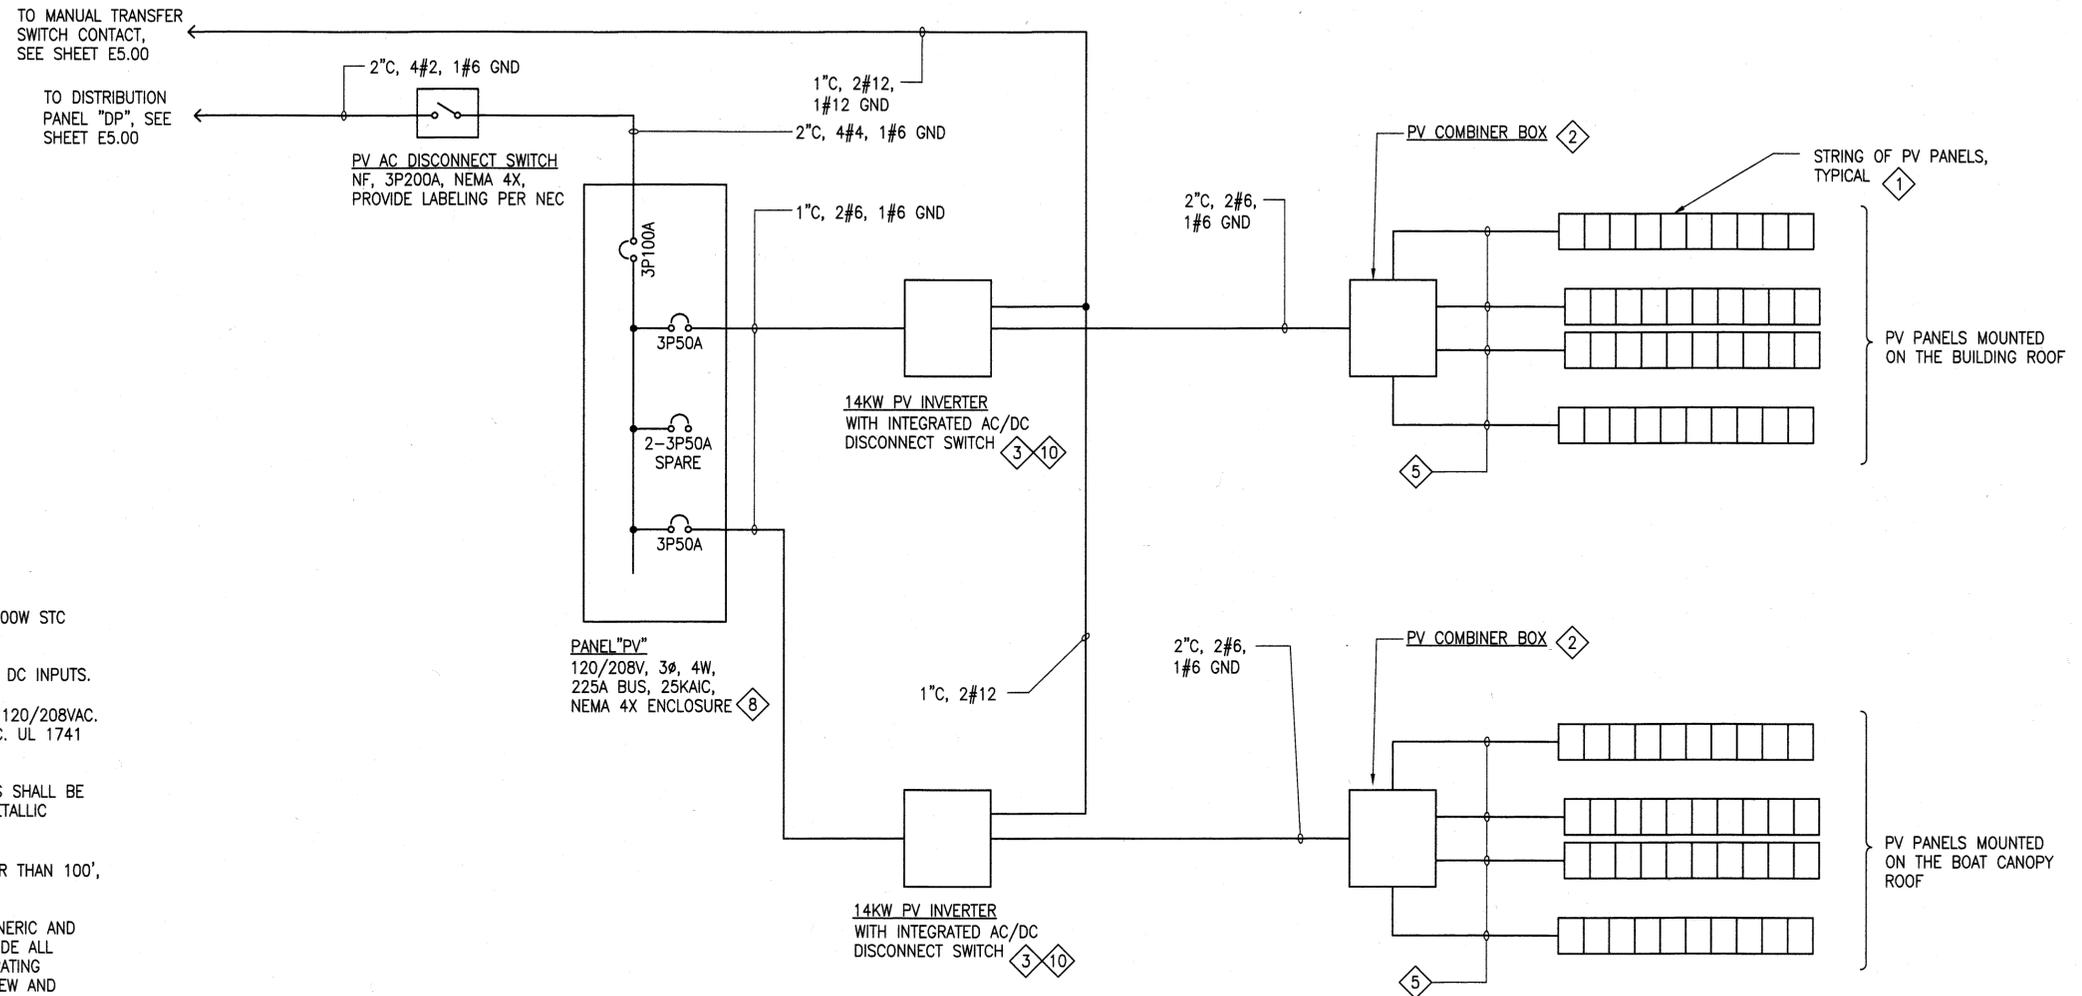 TO MANUAL TRANSFER
SWITCH CONTACT,
SEE SHEET E5.00
2"C, 4#2, 1#6 GND
TO DISTRIBUTION
PANEL "DP", SEE
SHEET E5.00
1"C, 2#12,
1#12 GND
2"C, 4#4, 1#6 GND
PV AC DISCONNECT SWITCH
NF, 3P200A, NEMA 4X,
PROVIDE LABELING PER NEC
3P100A
1"C, 2#6, 1#6 GND
3P50A
2-3P50A
SPARE
3P50A
PANEL"PV"
120/208V, 3ø, 4W,
225A BUS, 25KAIC,
NEMA 4X ENCLOSURE 8
14KW PV INVERTER
WITH INTEGRATED AC/DC
DISCONNECT SWITCH 3 10
2"C, 2#6,
1#6 GND
PV COMBINER BOX 2
STRING OF PV PANELS,
TYPICAL 1
PV PANELS MOUNTED
ON THE BUILDING ROOF
5
1"C, 2#12
2"C, 2#6,
1#6 GND
PV COMBINER BOX 2
14KW PV INVERTER
WITH INTEGRATED AC/DC
DISCONNECT SWITCH 3 10
PV PANELS MOUNTED
ON THE BOAT CANOPY
ROOF
5
00W STC
DC INPUTS.
120/208VAC.
C. UL 1741
S SHALL BE
ETALLIC
R THAN 100',
NERIC AND
DE ALL
RATING
EW AND